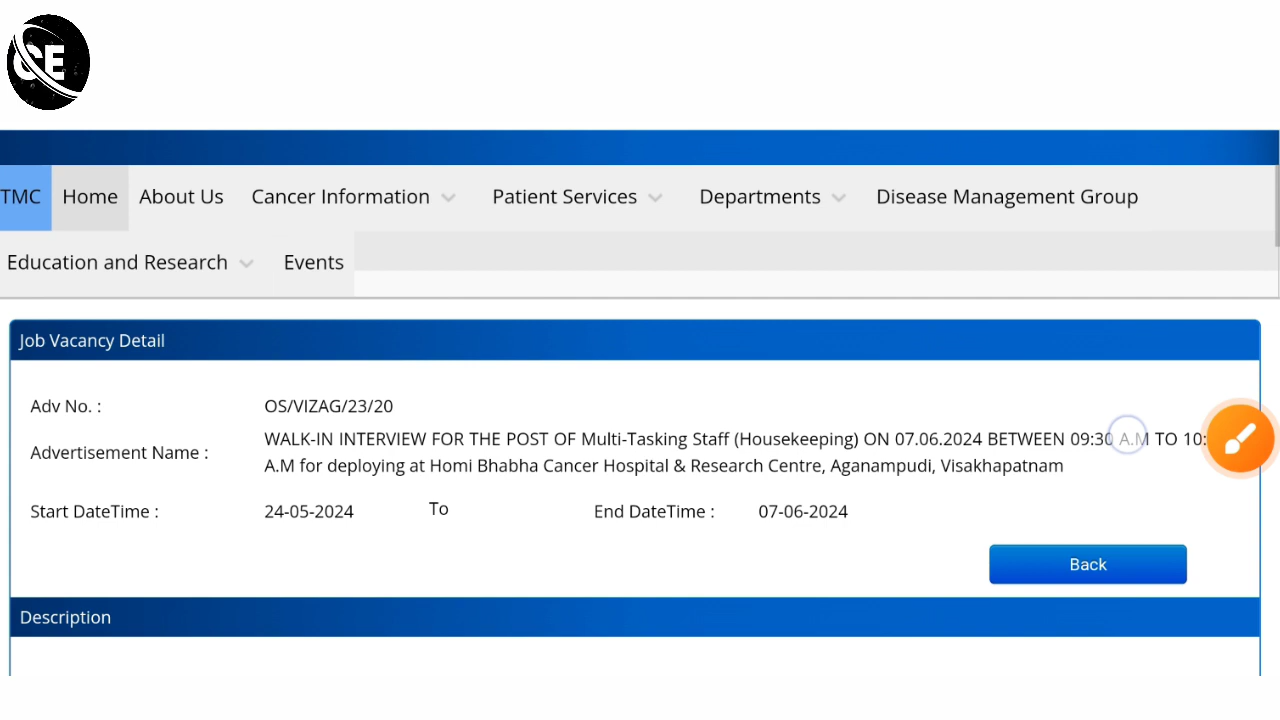 CE
TMC Home About Us Cancer Information Patient Services Departments Disease Management Group
Education and Research Events
Job Vacancy Detail
Adv No. : OS/VIZAG/23/20
Advertisement Name : WALK-IN INTERVIEW FOR THE POST OF Multi-Tasking Staff (Housekeeping) ON 07.06.2024 BETWEEN 09:30 A.M TO 10:
A.M for deploying at Homi Bhabha Cancer Hospital & Research Centre, Aganampudi, Visakhapatnam
Start DateTime : 24-05-2024 To End DateTime : 07-06-2024
Back
Description